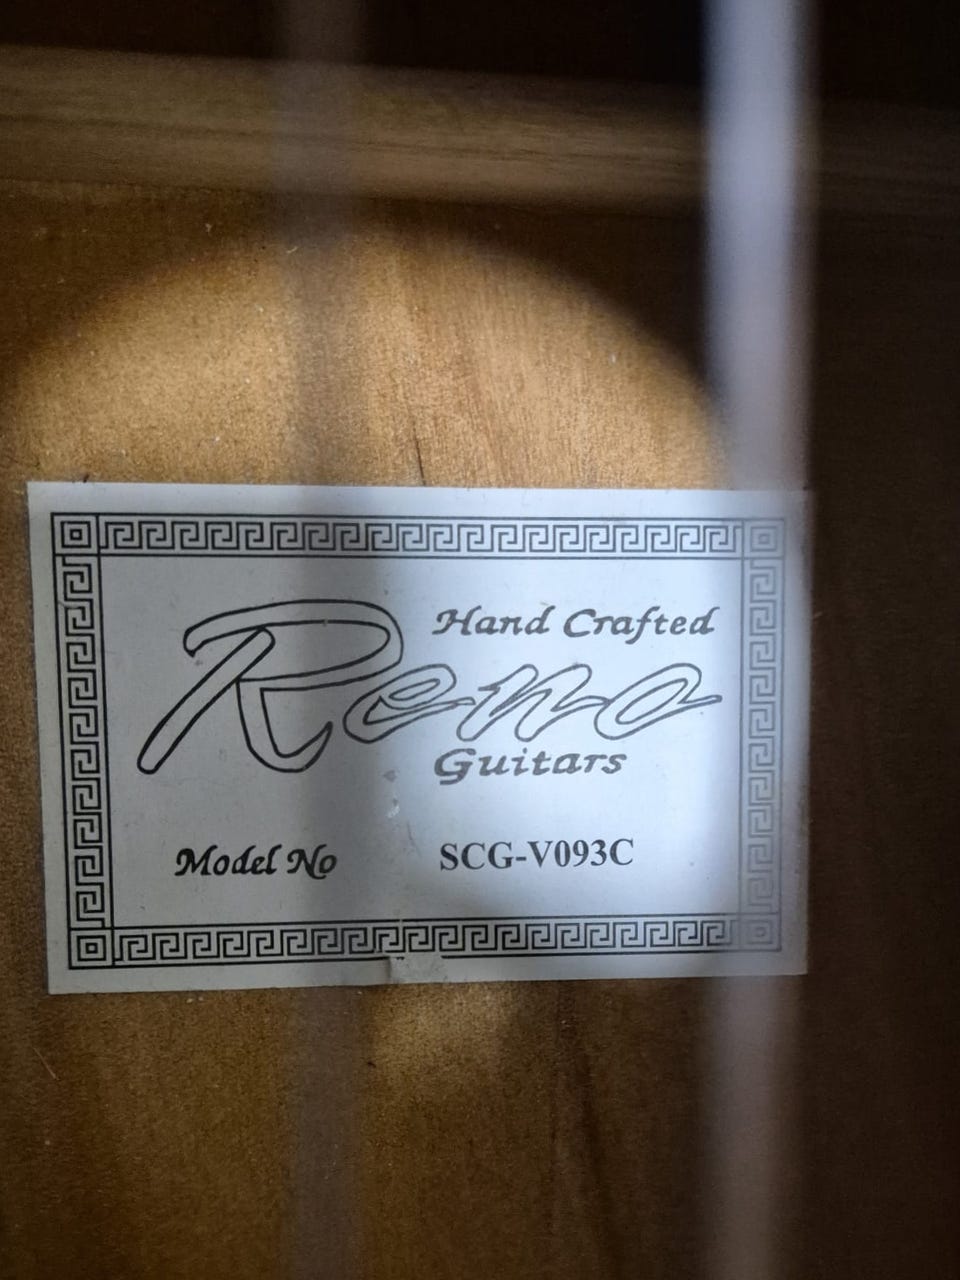 Hand Crafted
Reno
Guitars
Model No SCG-V093C